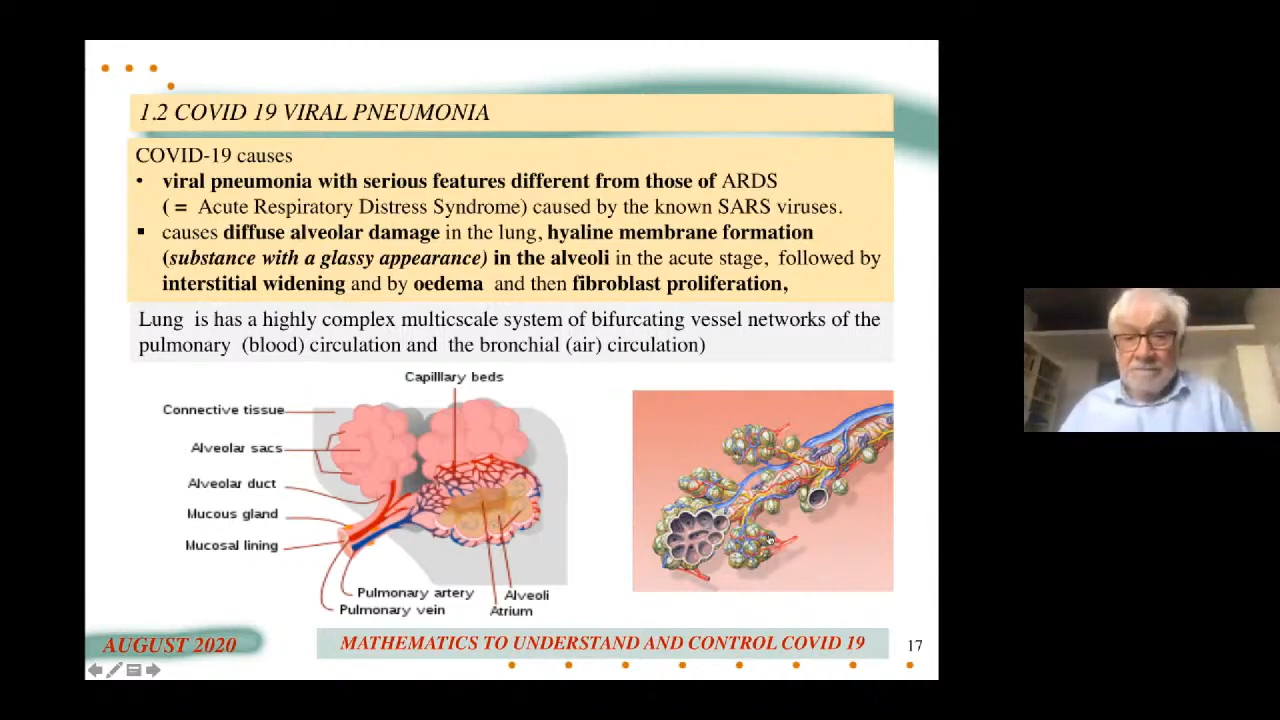 1.2 COVID 19 VIRAL PNEUMONIA
COVID-19 causes
• viral pneumonia with serious features different from those of ARDS
( = Acute Respiratory Distress Syndrome) caused by the known SARS viruses.
▪ causes diffuse alveolar damage in the lung, hyaline membrane formation
(substance with a glassy appearance) in the alveoli in the acute stage, followed by
interstitial widening and by oedema and then fibroblast proliferation,
Lung is has a highly complex multicscale system of bifurcating vessel networks of the
pulmonary (blood) circulation and the bronchial (air) circulation)
Capilllary beds
Connective tissue
Alveolar sacs
Alveolar duct
Mucous gland
Mucosal lining
Pulmonary artery
Pulmonary vein
Alveoli
Atrium
AUGUST 2020
MATHEMATICS TO UNDERSTAND AND CONTROL COVID 19
17